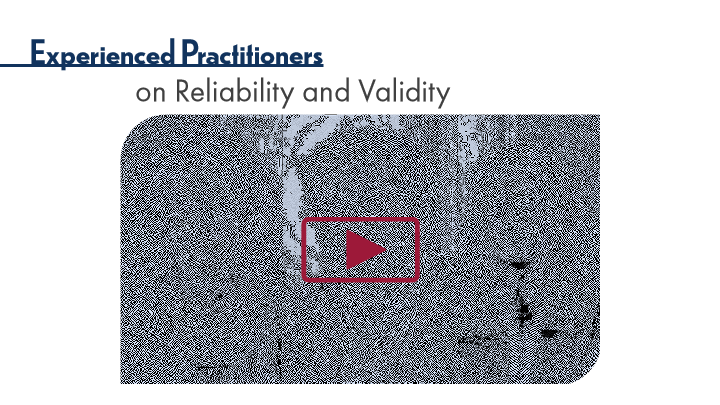 Experienced Practitioners
on Reliability and Validity